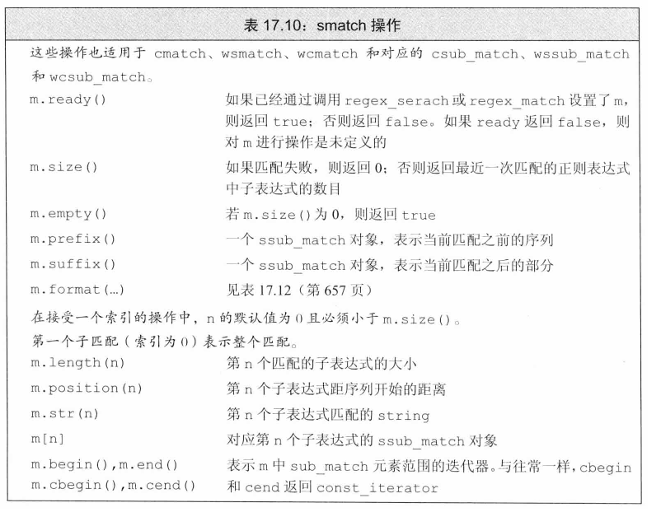 表 17.10：smatch 操作
这些操作也适用于 cmatch、wsmatch、wcmatch 和对应的 csub_match、wssub_match
和 wcsub_match。
m.ready() 如果已经通过调用 regex_serach 或 regex_match 设置了 m，
则返回 true；否则返回 false。如果 ready 返回 false，则
对 m 进行操作是未定义的
m.size() 如果匹配失败，则返回 0；否则返回最近一次匹配的正则表达式
中子表达式的数目
m.empty() 若 m.size() 为 0，则返回 true
m.prefix() 一个 ssub_match 对象，表示当前匹配之前的序列
m.suffix() 一个 ssub_match 对象，表示当前匹配之后的部分
m.format(…) 见表 17.12（第 657 页）
在接受一个索引的操作中，n 的默认值为 0 且必须小于 m.size()。
第一个子匹配（索引为 0）表示整个匹配。
m.length(n) 第 n 个匹配的子表达式的大小
m.position(n) 第 n 个子表达式距序列开始的距离
m.str(n) 第 n 个子表达式匹配的 string
m[n] 对应第 n 个子表达式的 ssub_match 对象
m.begin(),m.end() 表示 m 中 sub_match 元素范围的迭代器。与往常一样，cbegin
m.cbegin(),m.cend() 和 cend 返回 const_iterator